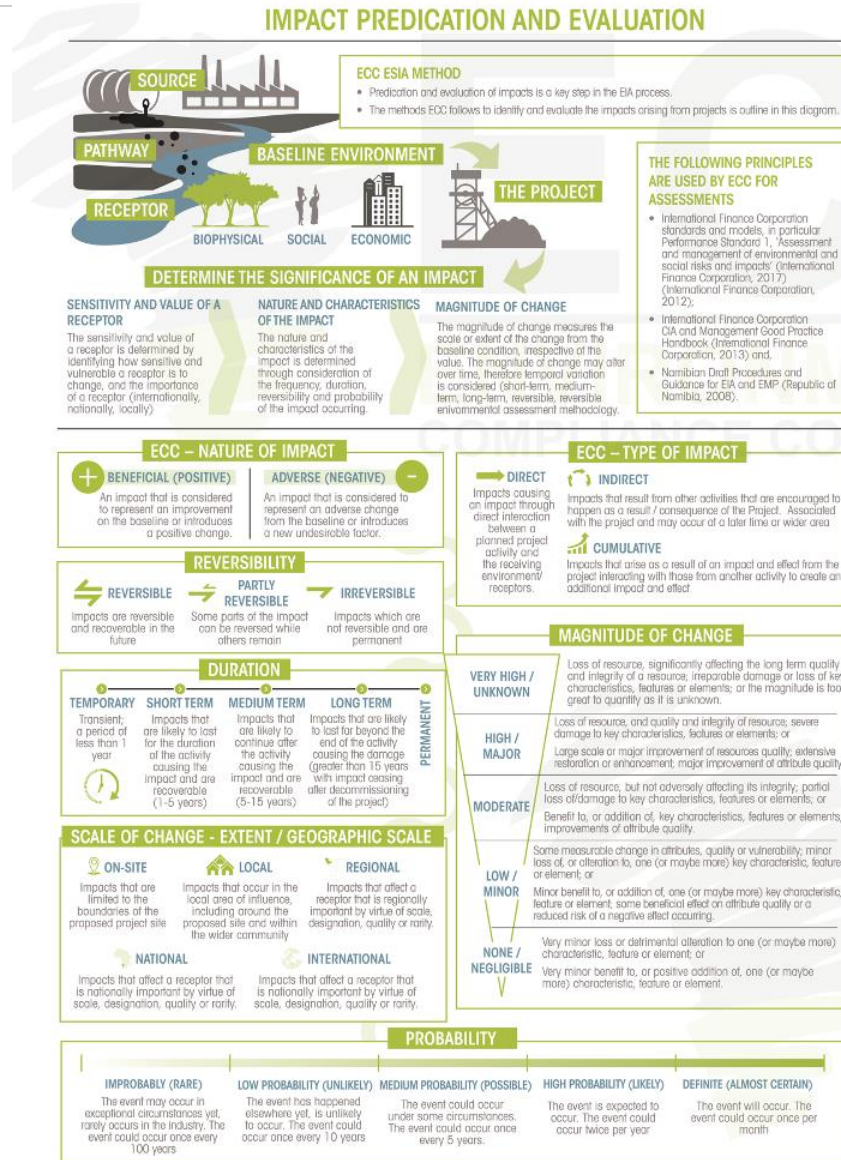 IMPACT PREDICATION AND EVALUATION
SOURCE
PATHWAY
RECEPTOR
BASELINE ENVIRONMENT
BIOPHYSICAL
SOCIAL
ECONOMIC
THE PROJECT
ECC ESIA METHOD
• Predication and evaluation of impacts is a key step in the EIA process.
• The methods ECC follows to identify and evaluate the impacts arising from projects is outline in this diagram.
THE FOLLOWING PRINCIPLES
ARE USED BY ECC FOR
ASSESSMENTS
• International Finance Corporation
standards and models, in particular
Performance Standard 1, 'Assessment
and management of environmental and
social risks and impacts' (International
Finance Corporation, 2017)
(International Finance Corporation,
2012);
• International Finance Corporation
CIA and Management Good Practice
Handbook (International Finance
Corporation, 2013) and,
• Namibian Draft Procedures and
Guidance for EIA and EMP (Republic of
Namibia, 2008).
DETERMINE THE SIGNIFICANCE OF AN IMPACT
SENSITIVITY AND VALUE OF A
RECEPTOR
The sensitivity and value of
a receptor is determined by
identifying how sensitive and
vulnerable a receptor is to
change, and the importance
of a receptor (internationally,
nationally, locally)
NATURE AND CHARACTERISTICS
OF THE IMPACT
The nature and
characteristics of the
impact is determined
through consideration of
the frequency, duration,
reversibility and probability
of the impact occurring.
MAGNITUDE OF CHANGE
The magnitude of change measures the
scale or extent of the change from the
baseline condition, irrespective of the
value. The magnitude of change may alter
over time, therefore temporal variation
is considered (short-term, medium-
term, long-term, reversible, reversible
environmental assessment methodology.
COMPLIANCE CO
ECC – NATURE OF IMPACT
+ BENEFICIAL (POSITIVE)
An impact that is considered
to represent an improvement
on the baseline or introduces
a positive change.
ADVERSE (NEGATIVE) -
An impact that is considered to
represent an adverse change
from the baseline or introduces
a new undesirable factor.
ECC – TYPE OF IMPACT
DIRECT
Impacts causing
an impact through
direct interaction
between a
planned project
activity and
the receiving
environment/
receptors.
INDIRECT
Impacts that result from other activities that are encouraged to
happen as a result / consequence of the Project. Associated
with the project and may occur at a later time or wider area
CUMULATIVE
Impacts that arise as a result of an impact and effect from the
project interacting with those from another activity to create an
additional impact and effect
REVERSIBILITY
REVERSIBLE
Impacts are reversible
and recoverable in the
future
PARTLY
REVERSIBLE
Some parts of the impact
can be reversed while
others remain
IRREVERSIBLE
Impacts which are
not reversible and are
permanent
DURATION
TEMPORARY
Transient;
a period of
less than 1
year
SHORT TERM
Impacts that
are likely to last
for the duration
of the activity
causing the
impact and are
recoverable
(1-5 years)
MEDIUM TERM
Impacts that
are likely to
continue after
the activity
causing the
impact and are
recoverable
(5-15 years)
LONG TERM
Impacts that are likely
to last far beyond the
end of the activity
causing the damage
(greater than 15 years
with impact ceasing
after decommissioning
of the project)
PERMANENT
MAGNITUDE OF CHANGE
VERY HIGH /
UNKNOWN
Loss of resource, significantly affecting the long term quality
and integrity of a resource; irreparable damage or loss of key
characteristics, features or elements; or the magnitude is too
great to quantify as it is unknown.
HIGH /
MAJOR
Loss of resource, and quality and integrity of resource; severe
damage to key characteristics, features or elements; or
Large scale or major improvement of resources quality; extensive
restoration or enhancement; major improvement of attribute quality
MODERATE
Loss of resource, but not adversely affecting its integrity; partial
loss of/damage to key characteristics, features or elements; or
Benefit to, or addition of, key characteristics, features or elements;
improvements of attribute quality.
LOW /
MINOR
Some measurable change in attributes, quality or vulnerability; minor
loss of, or alteration to, one (or maybe more) key characteristic, feature
or element; or
Minor benefit to, or addition of, one (or maybe more) key characteristic,
feature or element; some beneficial effect on attribute quality or a
reduced risk of a negative effect occurring.
NONE /
NEGLIGIBLE
Very minor loss or detrimental alteration to one (or maybe more)
characteristic, feature or element; or
Very minor benefit to, or positive addition of, one (or maybe
more) characteristic, feature or element.
SCALE OF CHANGE - EXTENT / GEOGRAPHIC SCALE
ON-SITE
Impacts that are
limited to the
boundaries of the
proposed project site
LOCAL
Impacts that occur in the
local area of influence,
including around the
proposed site and within
the wider community
REGIONAL
Impacts that affect a
receptor that is regionally
important by virtue of scale,
designation, quality or rarity.
NATIONAL
Impacts that affect a receptor that
is nationally important by virtue of
scale, designation, quality or rarity.
INTERNATIONAL
Impacts that affect a receptor that
is nationally important by virtue of
scale, designation, quality or rarity.
PROBABILITY
IMPROBABLY (RARE)
The event may occur in
exceptional circumstances yet,
rarely occurs in the industry. The
event could occur once every
100 years
LOW PROBABILITY (UNLIKELY)
The event has happened
elsewhere yet, is unlikely
to occur. The event could
occur once every 10 years
MEDIUM PROBABILITY (POSSIBLE)
The event could occur
under some circumstances.
The event could occur once
every 5 years.
HIGH PROBABILITY (LIKELY)
The event is expected to
occur. The event could
occur twice per year
DEFINITE (ALMOST CERTAIN)
The event will occur. The
event could occur once per
month